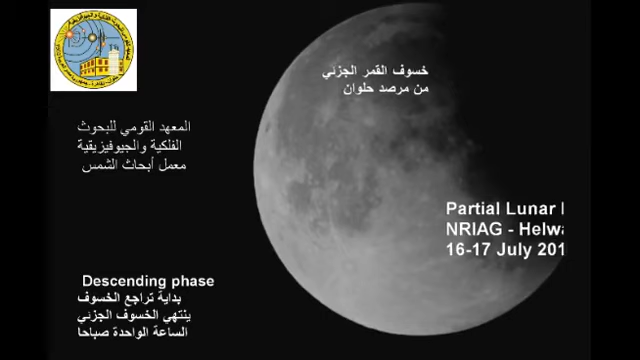 خسوف القمر الجزئي
من مرصد حلوان
المعهد القومي للبحوث
الفلكية والجيوفيزيقية
معمل أبحاث الشمس
Partial Lunar
NRIAG - Helw
16-17 July 201
Descending phase
بداية تراجع الخسوف
ينتهي الخسوف الجزئي
الساعة الواحدة صباحا